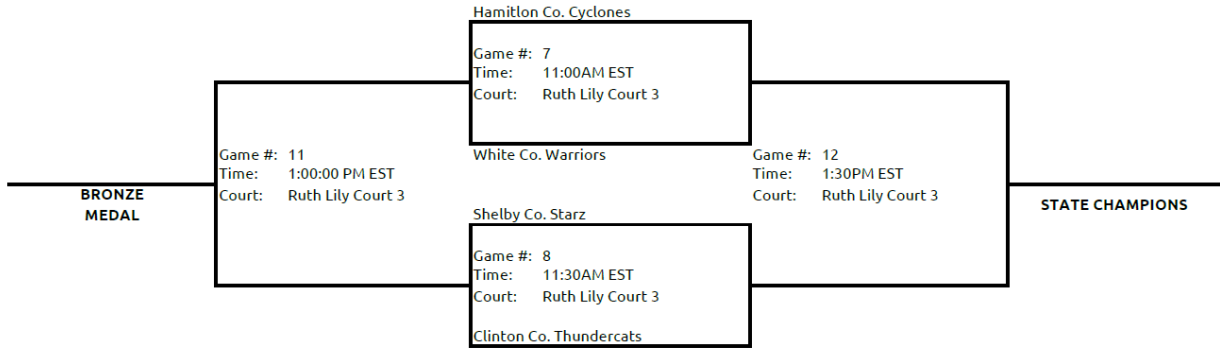 Hamitlon Co. Cyclones
Game #: 7
Time: 11:00AM EST
Court: Ruth Lily Court 3
White Co. Warriors
Game #: 11
Time: 1:00:00 PM EST
Court: Ruth Lily Court 3
BRONZE
MEDAL
Game #: 12
Time: 1:30PM EST
Court: Ruth Lily Court 3
STATE CHAMPIONS
Shelby Co. Starz
Game #: 8
Time: 11:30AM EST
Court: Ruth Lily Court 3
Clinton Co. Thundercats